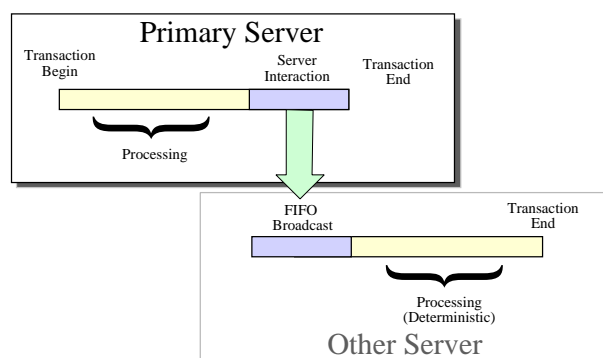 Primary Server
Transaction
Begin
Server
Interaction
Transaction
End
Processing
FIFO
Broadcast
Transaction
End
Processing
(Deterministic)
Other Server